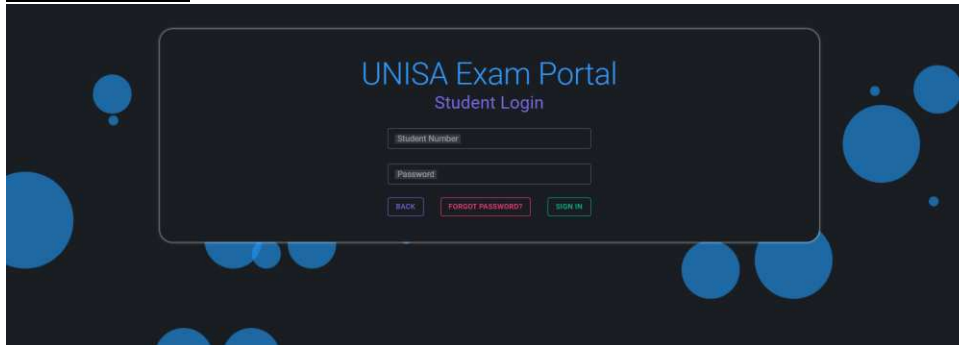 UNISA Exam Portal
Student Login
Student Number
Password
BACK FORGOT PASSWORD? SIGN IN